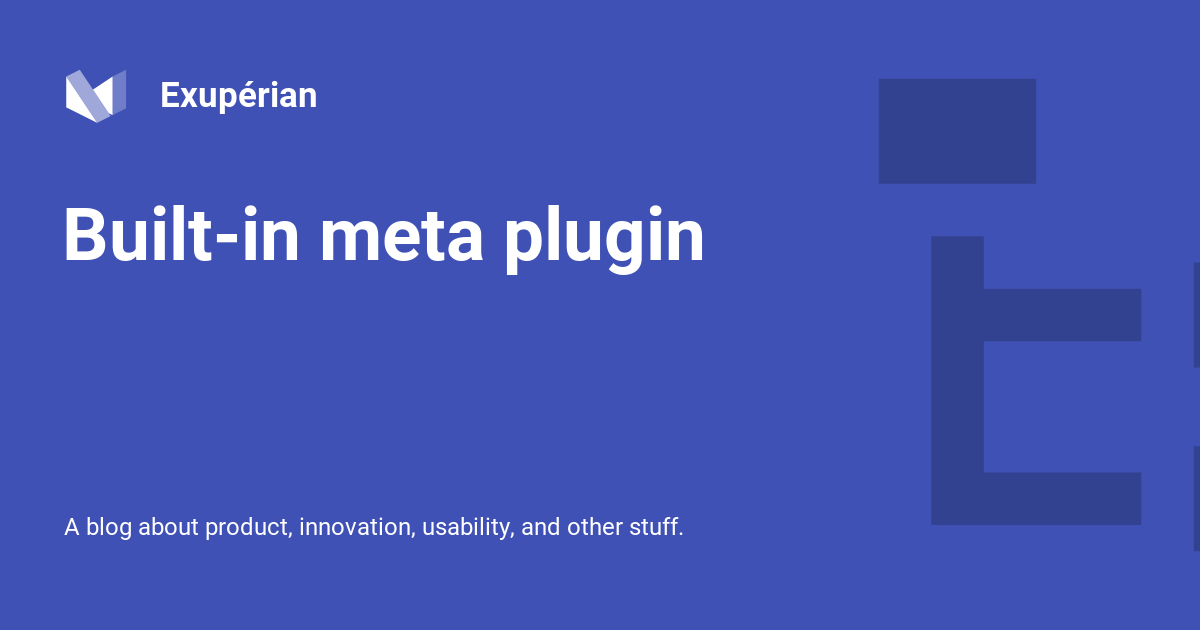 Exupérian
Built-in meta plugin
A blog about product, innovation, usability, and other stuff.